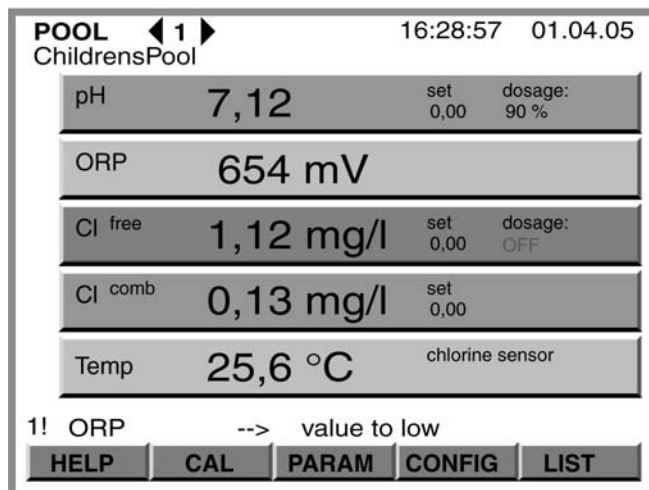 POOL 1 16:28:57 01.04.05
ChildrensPool
pH 7,12 set 0,00 dosage: 90 %
ORP 654 mV
Cl free 1,12 mg/l set 0,00 dosage: OFF
Cl comb 0,13 mg/l set 0,00
Temp 25,6 °C chlorine sensor
1! ORP --> value to low
HELP CAL PARAM CONFIG LIST